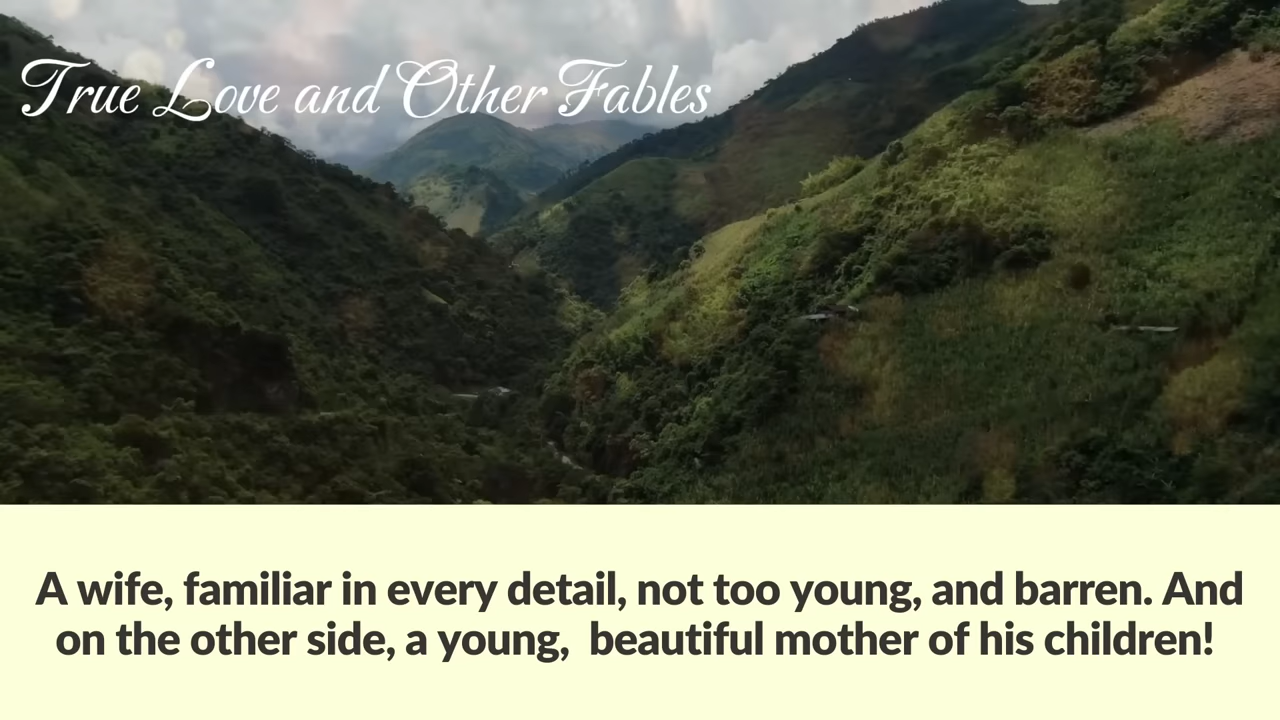 True Love and Other Fables
A wife, familiar in every detail, not too young, and barren. And
on the other side, a young,  beautiful mother of his children!